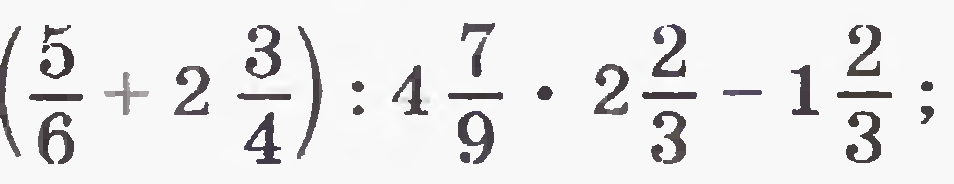 (5/6 + 2 3/4) : 4 7/9 · 2 2/3 − 1 2/3 ;